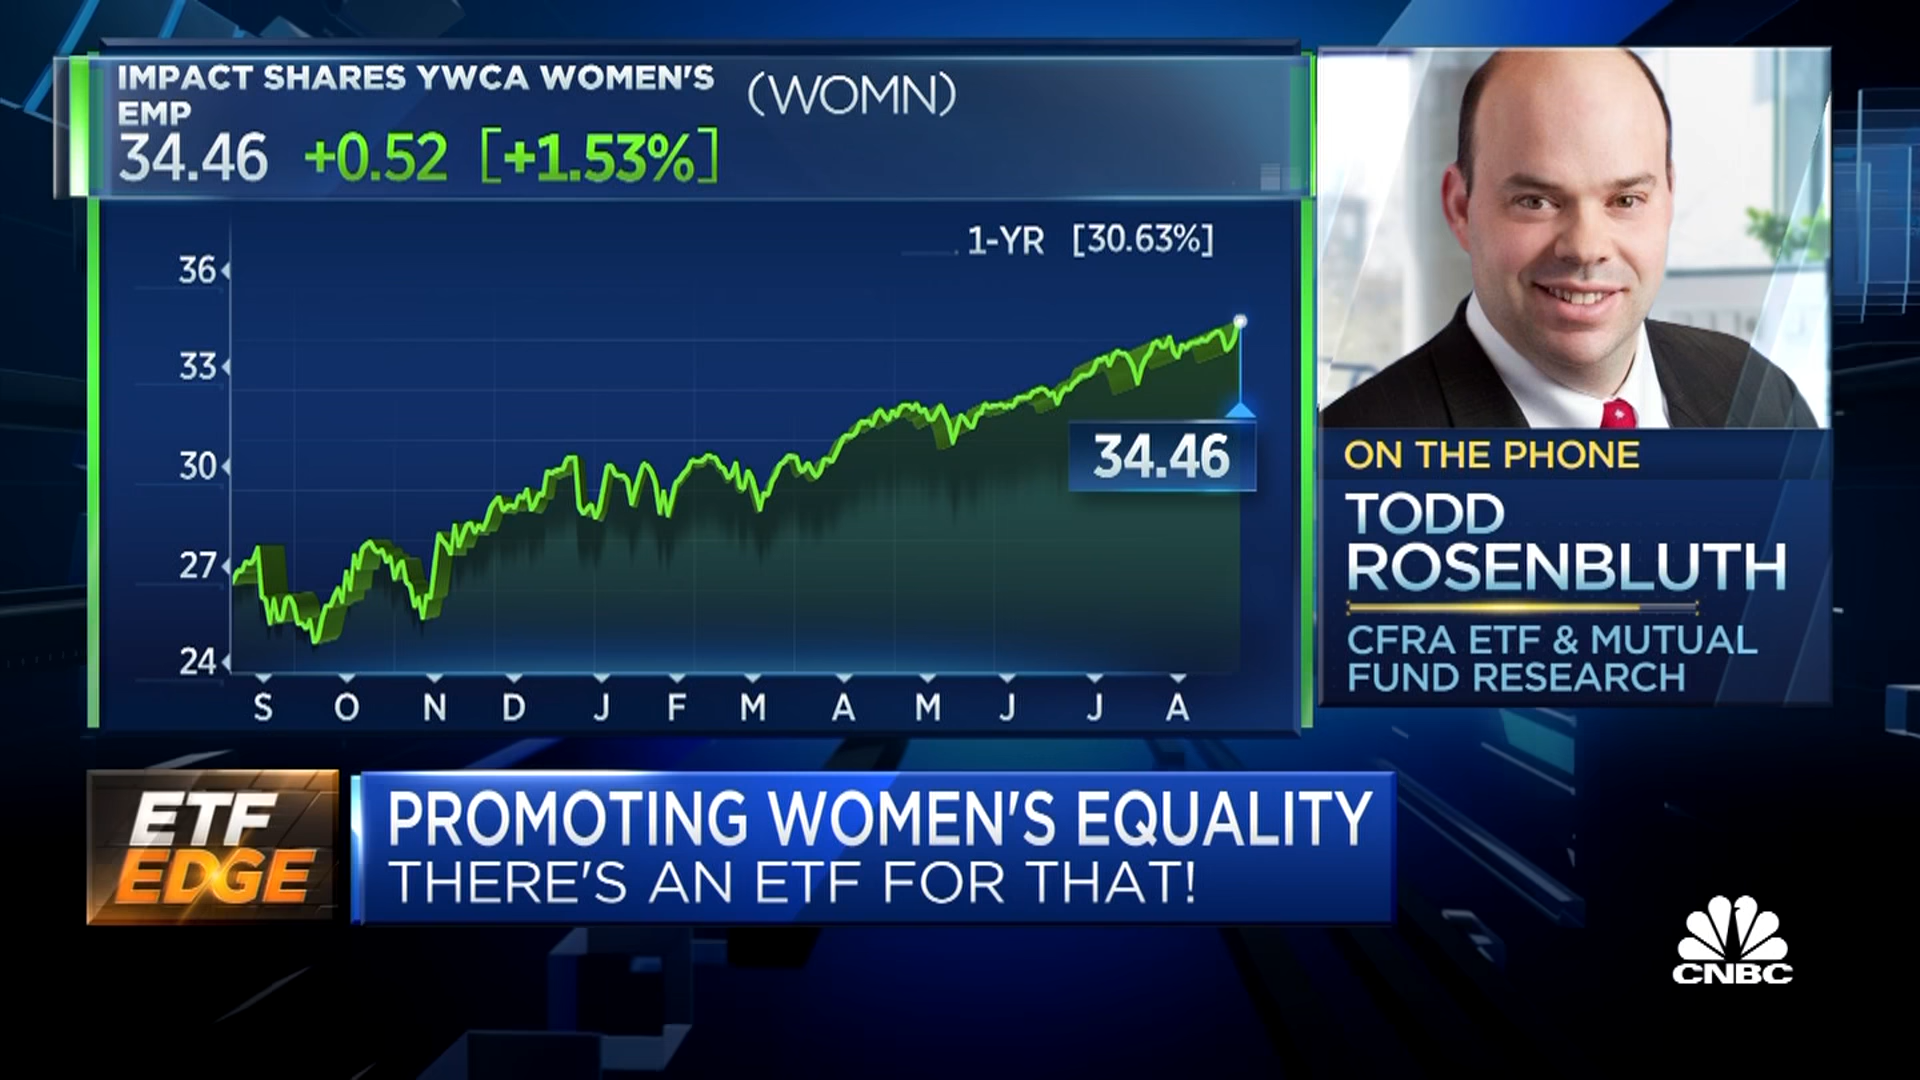 IMPACT SHARES YWCA WOMEN'S
EMP
(WOMN)
34.46 +0.52 [+1.53%]
1-YR [30.63%]
36
33
30
27
24
34.46
S O N D J F M A M J J A
ON THE PHONE
TODD
ROSENBLUTH
CFRA ETF & MUTUAL
FUND RESEARCH
ETF
EDGE
PROMOTING WOMEN'S EQUALITY
THERE'S AN ETF FOR THAT!
CNBC